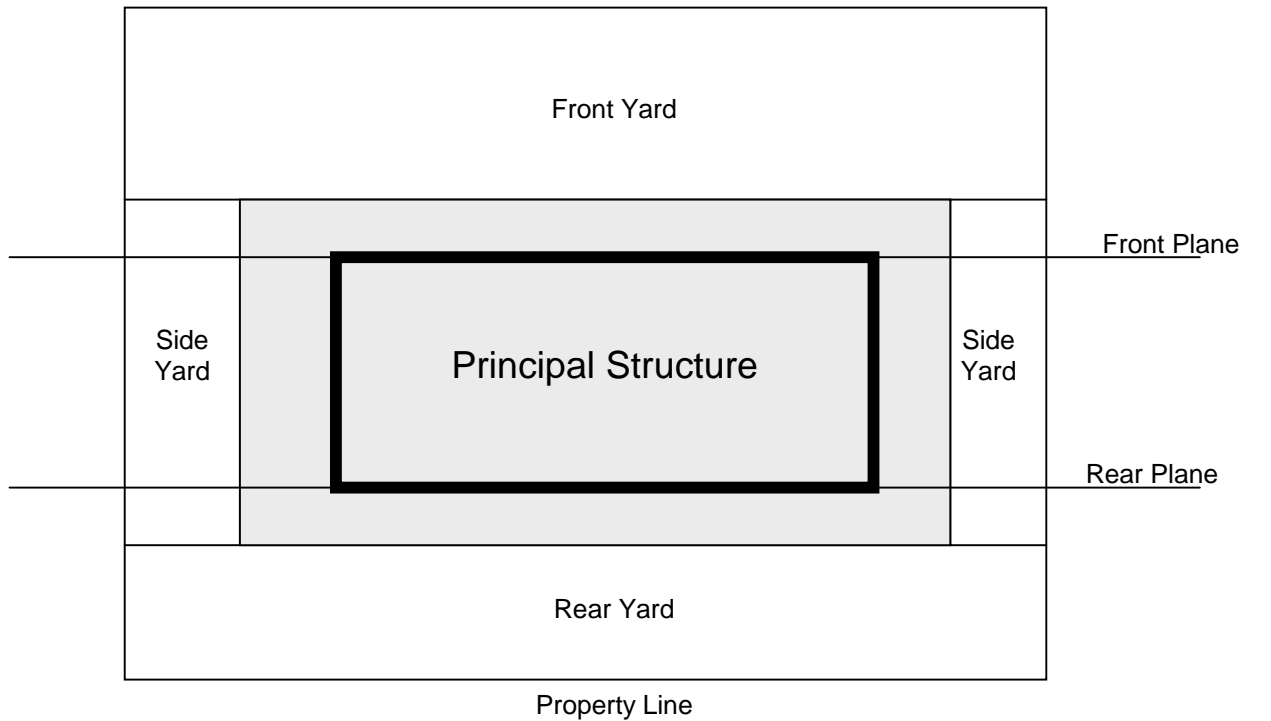 Front Yard
Front Plane
Side
Yard
Principal Structure
Side
Yard
Rear Plane
Rear Yard
Property Line